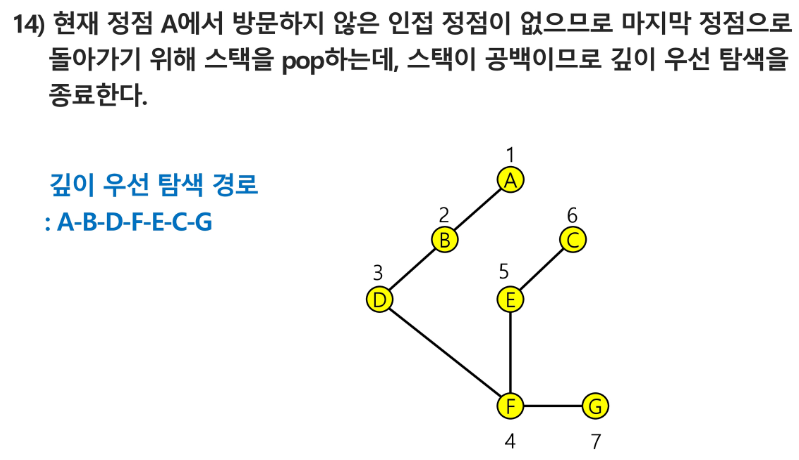 14) 현재 정점 A에서 방문하지 않은 인접 정점이 없으므로 마지막 정점으로
돌아가기 위해 스택을 pop하는데, 스택이 공백이므로 깊이 우선 탐색을
종료한다.
깊이 우선 탐색 경로
: A-B-D-F-E-C-G
1
A
2
B
6
C
3
D
5
E
F
G
4
7